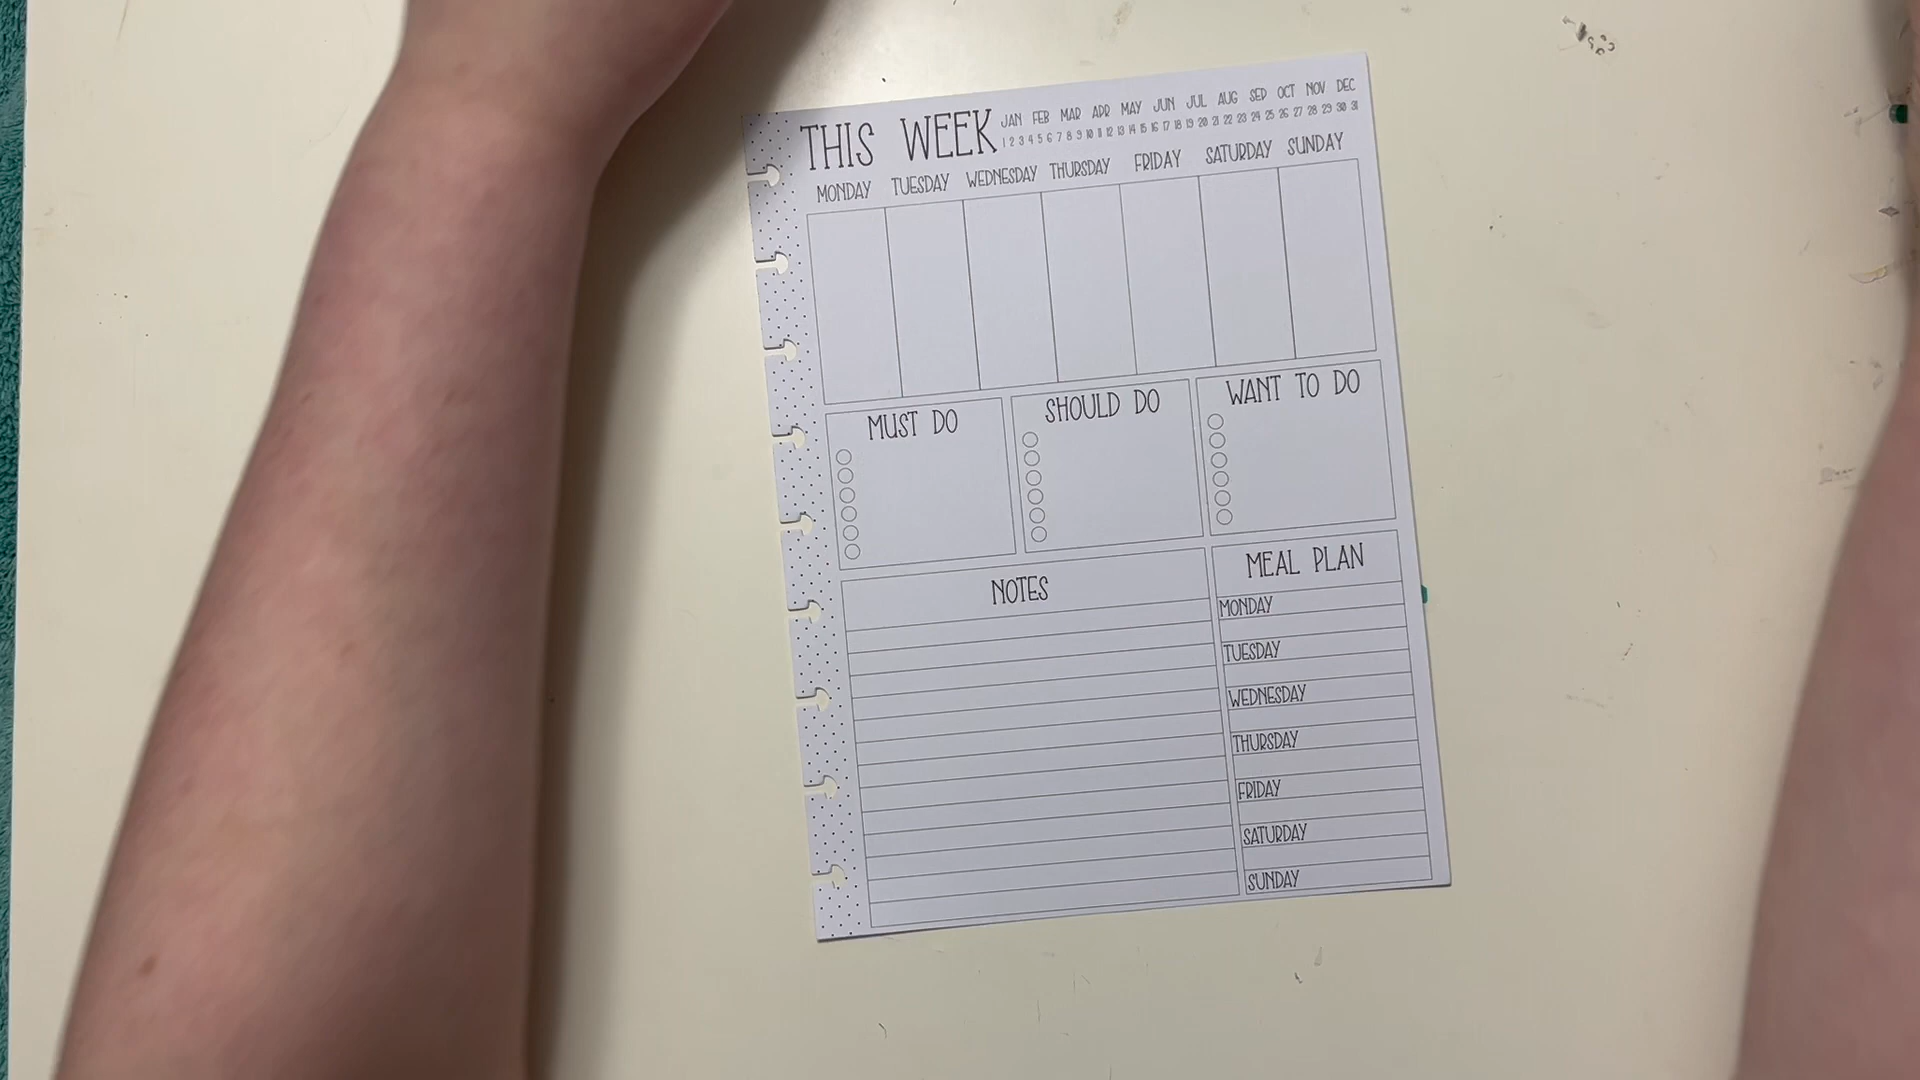 THIS WEEK
JAN FEB MAR APR MAY JUN JUL AUG SEP OCT NOV DEC
1 2 3 4 5 6 7 8 9 10 11 12 13 14 15 16 17 18 19 20 21 22 23 24 25 26 27 28 29 30 31
MONDAY TUESDAY WEDNESDAY THURSDAY FRIDAY SATURDAY SUNDAY
MUST DO
SHOULD DO
WANT TO DO
NOTES
MEAL PLAN
MONDAY
TUESDAY
WEDNESDAY
THURSDAY
FRIDAY
SATURDAY
SUNDAY